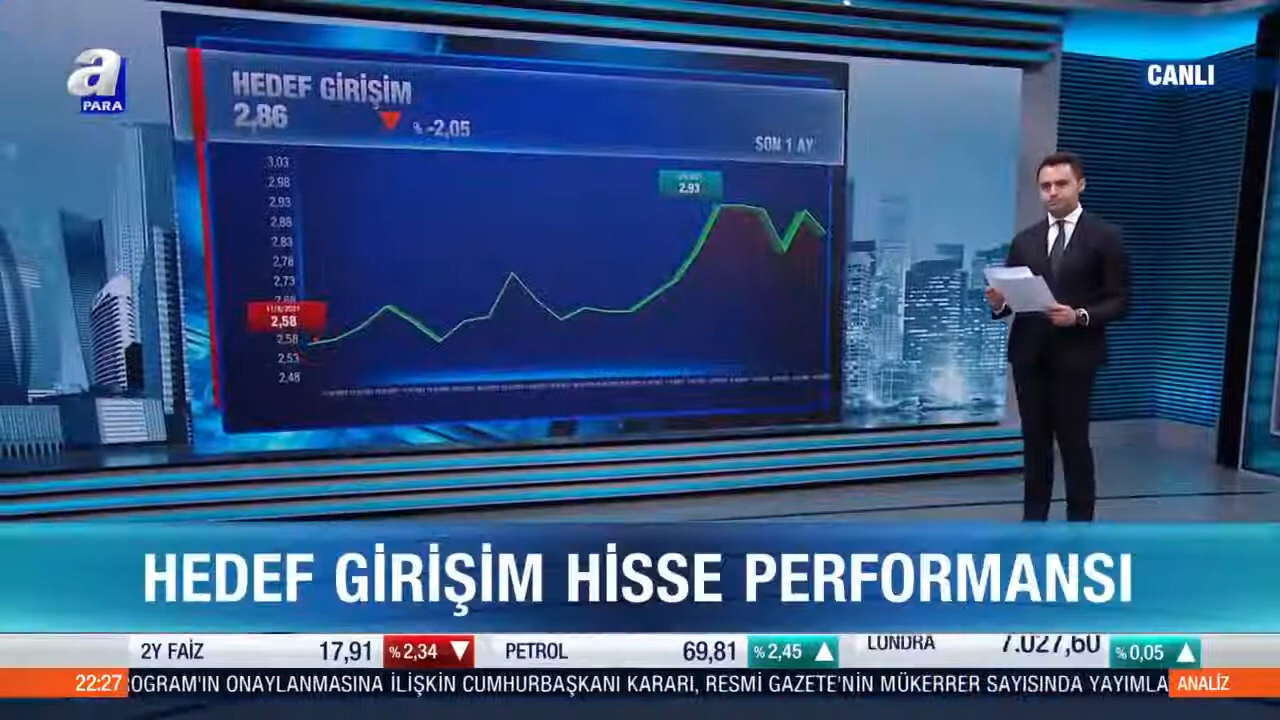 a
PARA
CANLI
HEDEF GİRİŞİM
2,86
% -2,05
SON 1 AY
3,03
2,98
2,93
2,88
2,83
2,78
2,73
2,68
2,58
2,58
2,53
2,48
2,93
HEDEF GİRİŞİM HİSSE PERFORMANSI
2Y FAİZ 17,91 %2,34 PETROL 69,81 %2,45 LONDRA 7.027,60 %0,05
22:27 OGRAM'IN ONAYLANMASINA İLİŞKİN CUMHURBAŞKANI KARARI, RESMİ GAZETE'NİN MÜKERRER SAYISINDA YAYIMLA ANALİZ